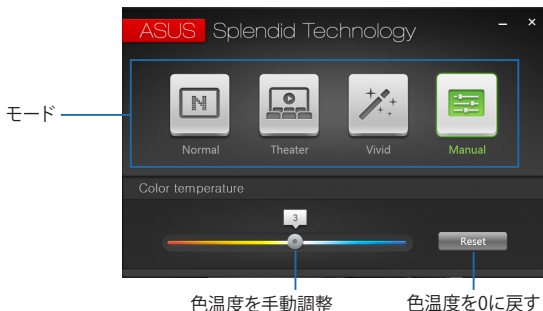 ASUS Splendid Technology
モード
Normal Theater Vivid Manual
Color temperature
3
Reset
色温度を手動調整 色温度を0に戻す